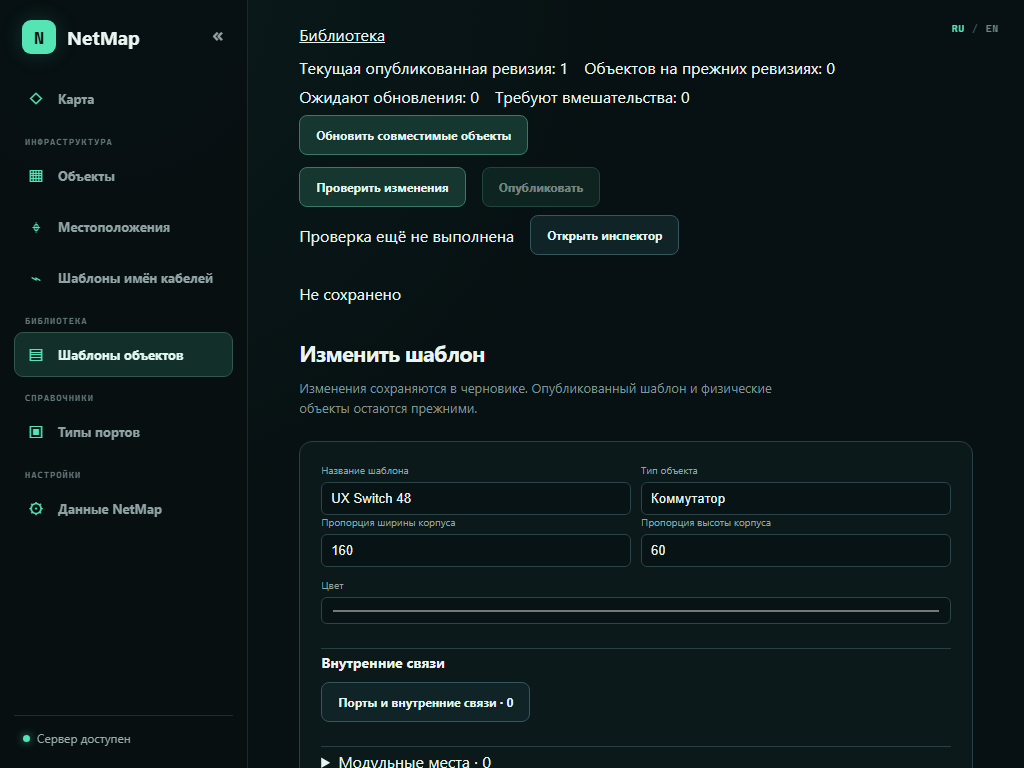 N NetMap «
RU / EN
Карта
ИНФРАСТРУКТУРА
Объекты
Местоположения
Шаблоны имён кабелей
БИБЛИОТЕКА
Шаблоны объектов
СПРАВОЧНИКИ
Типы портов
НАСТРОЙКИ
Данные NetMap
Сервер доступен
Библиотека
Текущая опубликованная ревизия: 1 Объектов на прежних ревизиях: 0
Ожидают обновления: 0 Требуют вмешательства: 0
Обновить совместимые объекты
Проверить изменения Опубликовать
Проверка ещё не выполнена Открыть инспектор
Не сохранено
Изменить шаблон
Изменения сохраняются в черновике. Опубликованный шаблон и физические
объекты остаются прежними.
Название шаблона Тип объекта
UX Switch 48 Коммутатор
Пропорция ширины корпуса Пропорция высоты корпуса
160 60
Цвет
Внутренние связи
Порты и внутренние связи · 0
Модульные места · 0